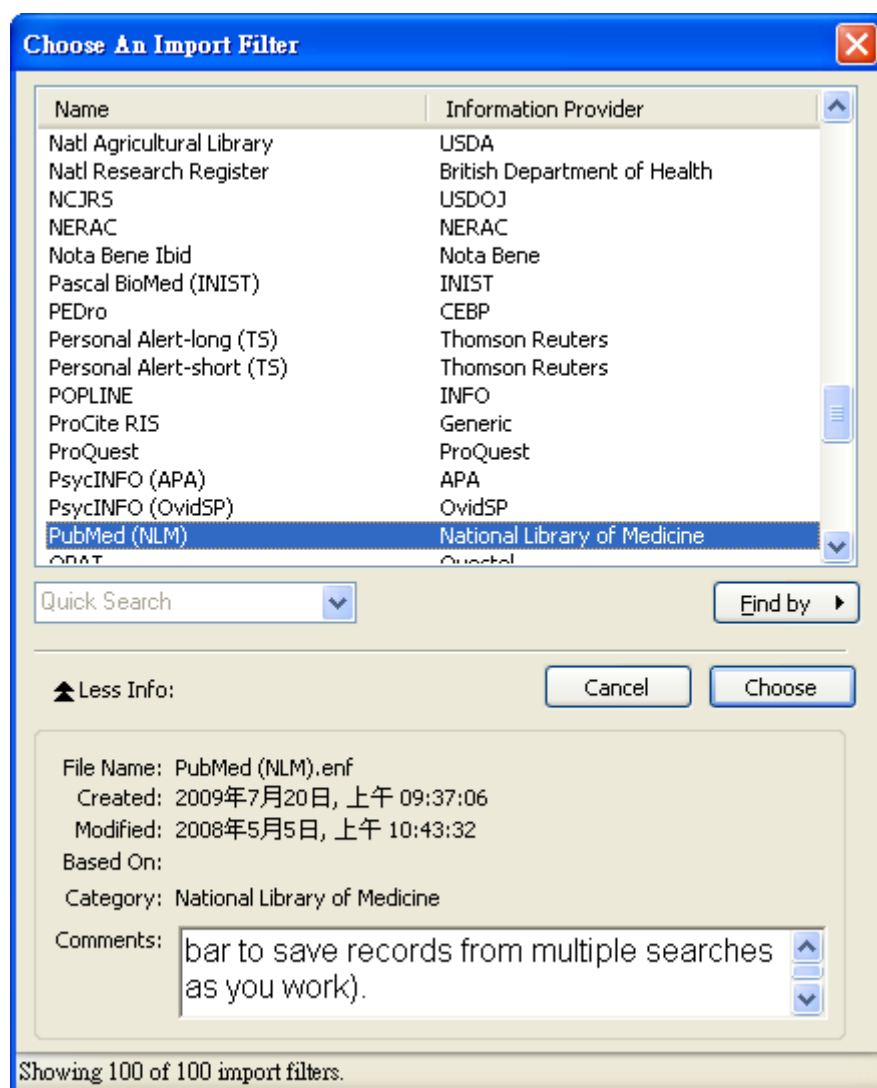 Choose An Import Filter
Name Information Provider
Natl Agricultural Library USDA
Natl Research Register British Department of Health
NCJRS USDOJ
NERAC NERAC
Nota Bene Ibid Nota Bene
Pascal BioMed (INIST) INIST
PEDro CEBP
Personal Alert-long (TS) Thomson Reuters
Personal Alert-short (TS) Thomson Reuters
POPLINE INFO
ProCite RIS Generic
ProQuest ProQuest
PsycINFO (APA) APA
PsycINFO (OvidSP) OvidSP
PubMed (NLM) National Library of Medicine
QPAT Questel
Quick Search Find by
Less Info: Cancel Choose
File Name: PubMed (NLM).enf
Created: 2009年7月20日, 上午 09:37:06
Modified: 2008年5月5日, 上午 10:43:32
Based On:
Category: National Library of Medicine
Comments: bar to save records from multiple searches
as you work).
Showing 100 of 100 import filters.